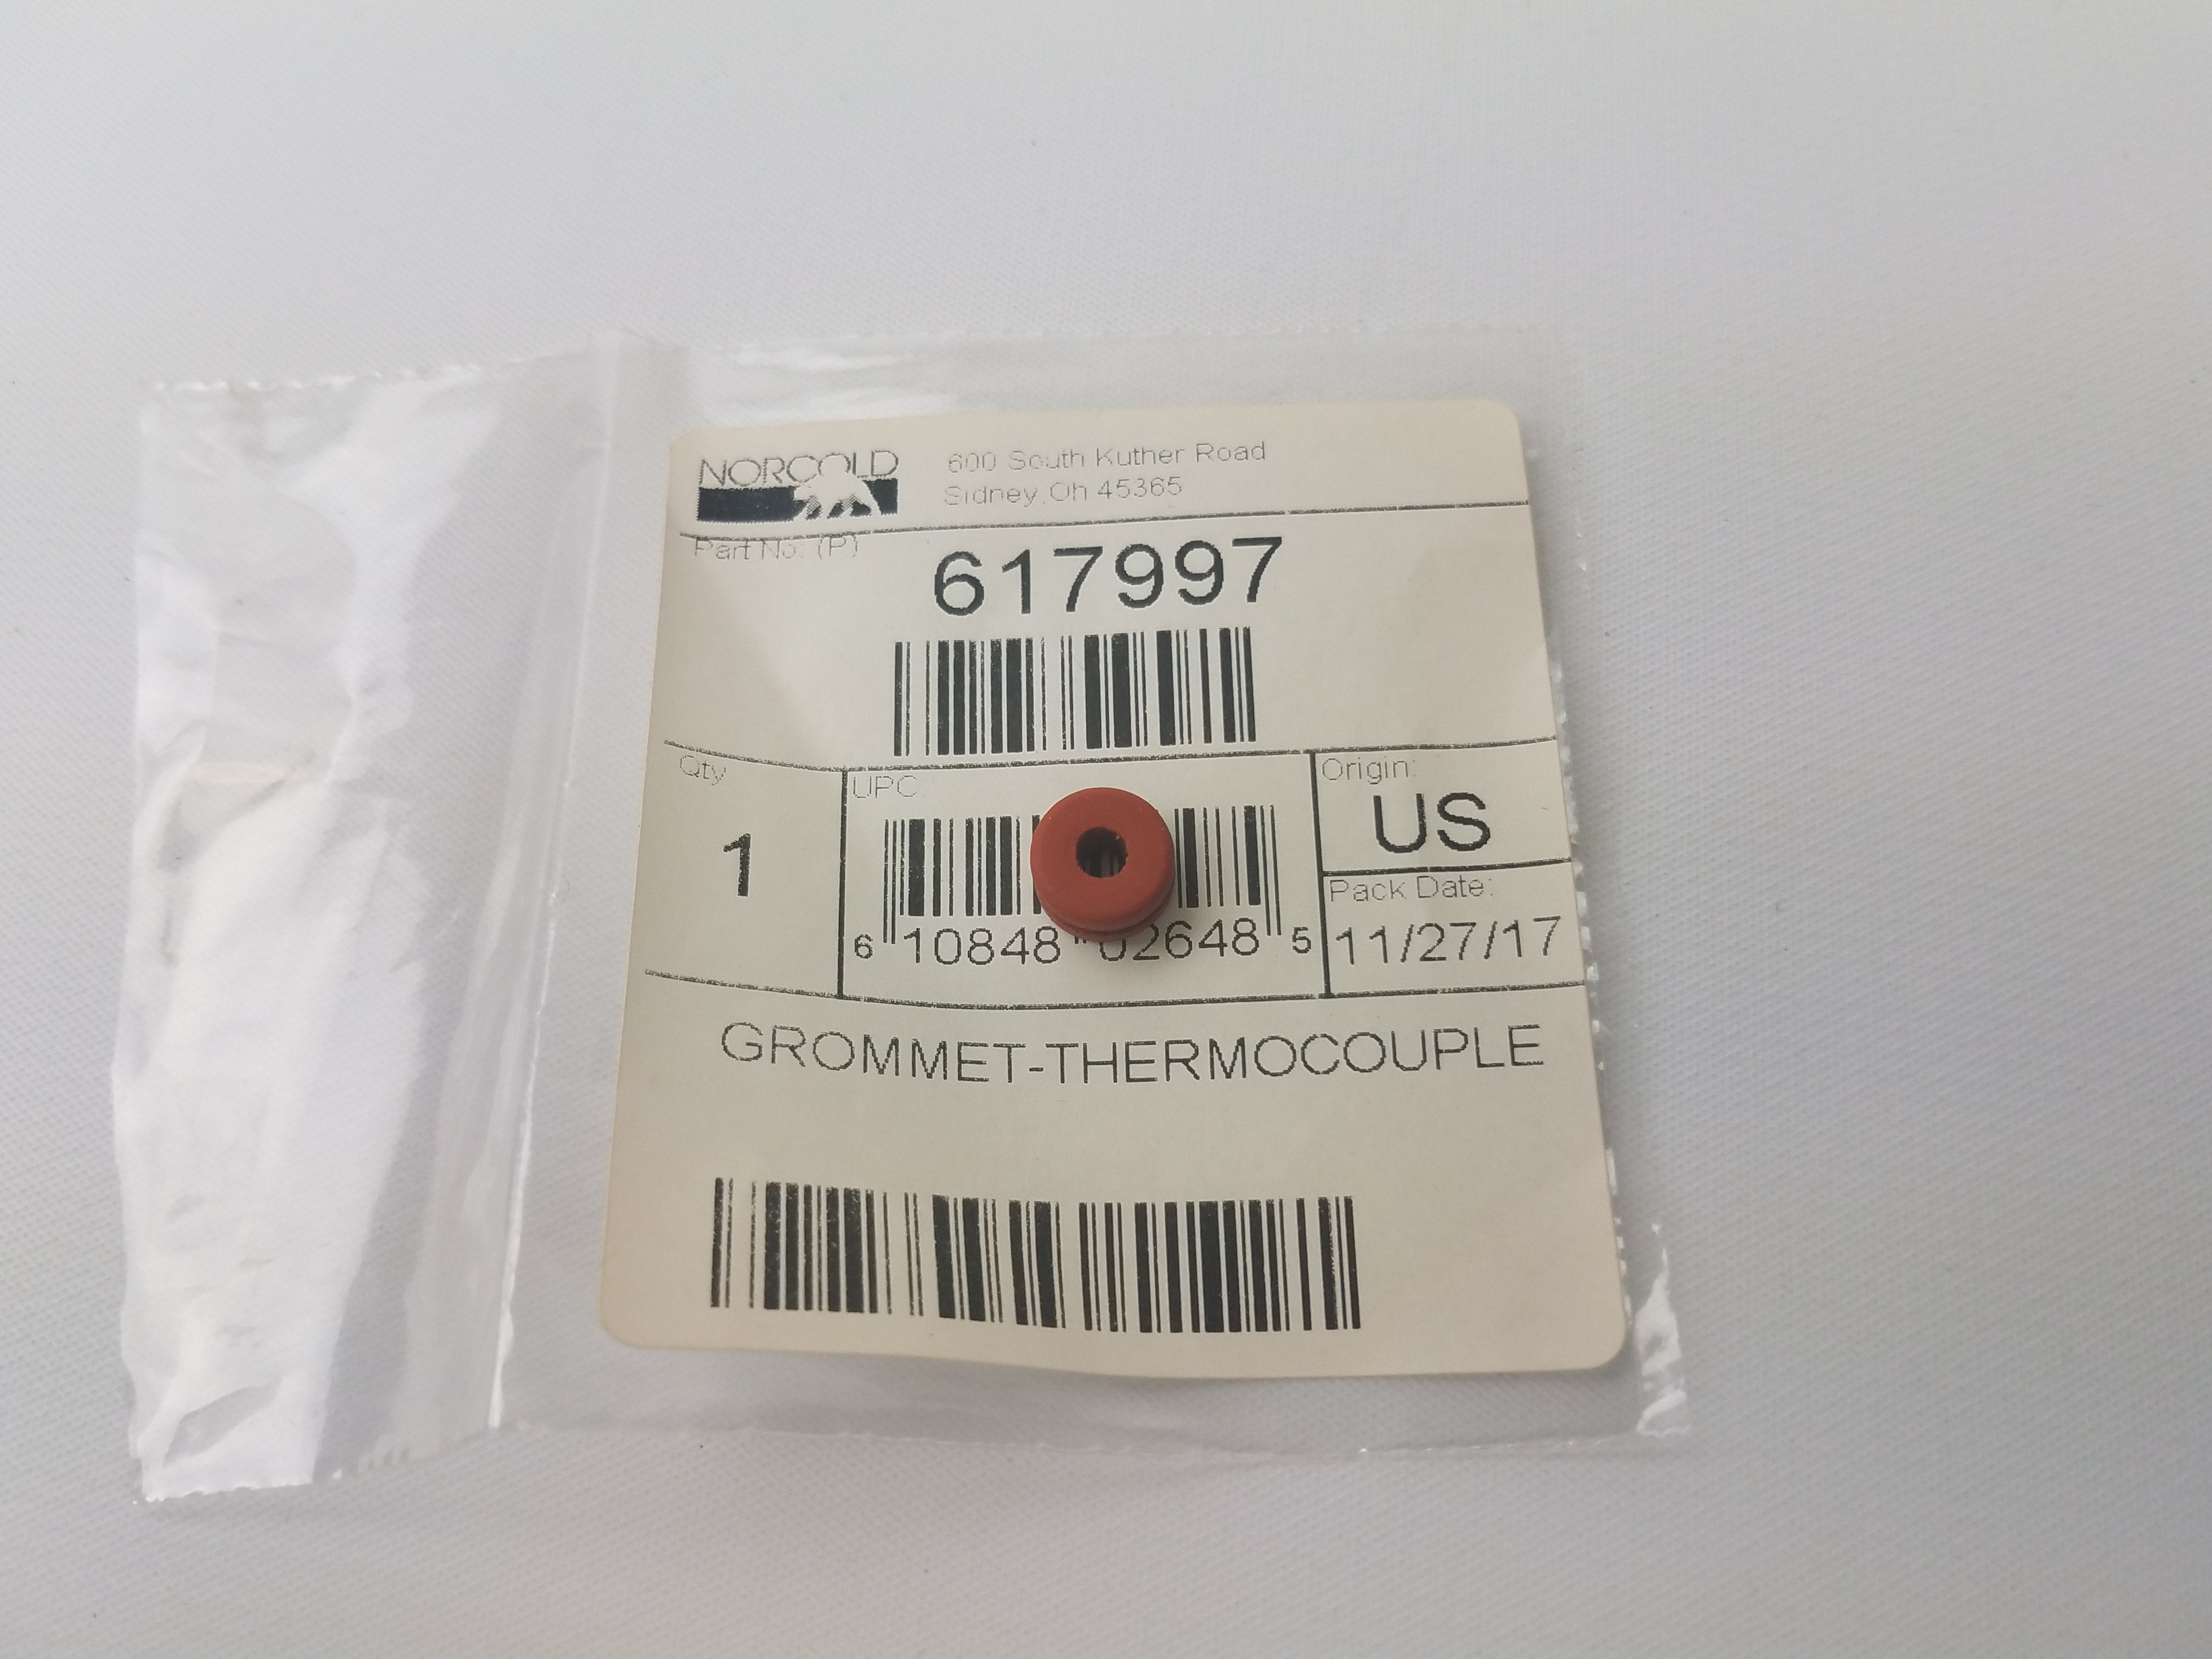 NORCOLD
600 South Kuther Road
Sidney,Oh 45365
Part No: (P)
617997
Qty
1
UPC
6 10848 02648 5
Origin:
US
Pack Date:
11/27/17
GROMMET-THERMOCOUPLE